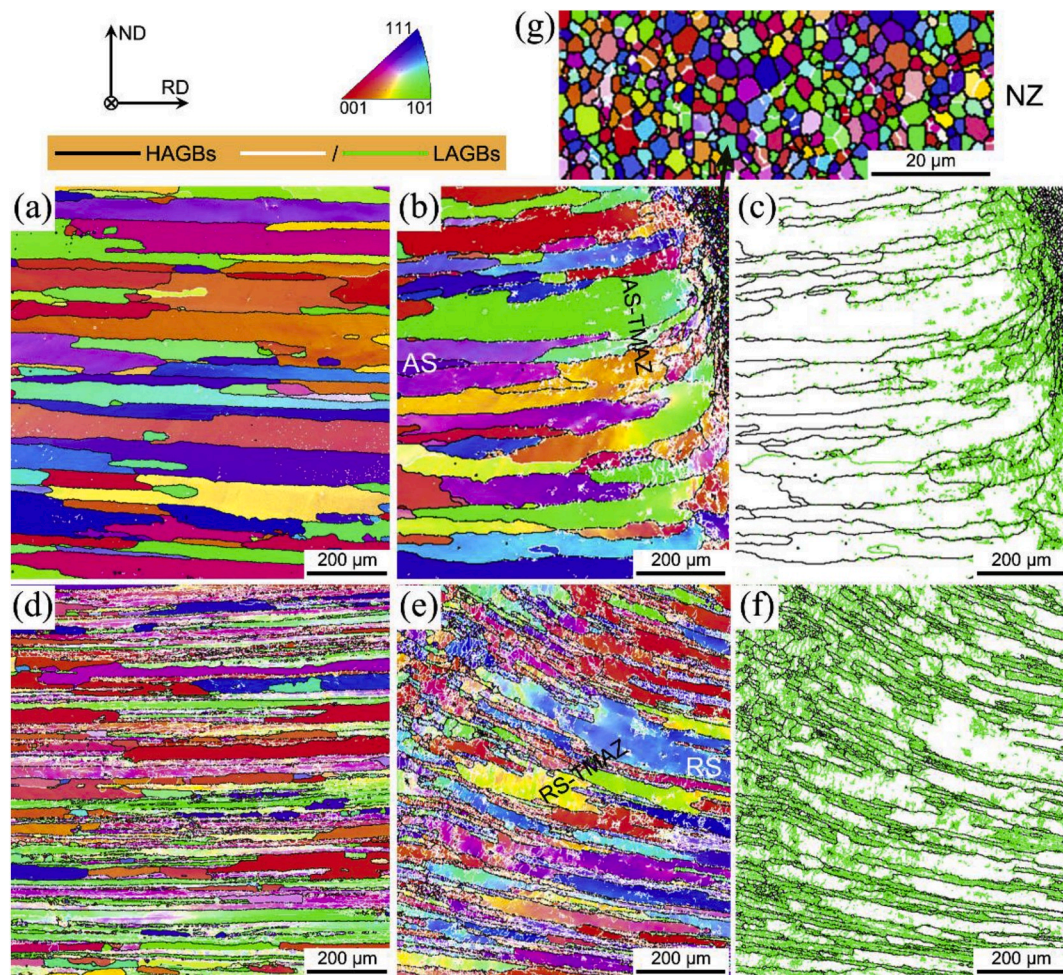 ND
RD
111
001
101
HAGBs
/
LAGBs
(g)
NZ
20 μm
(a)
200 μm
(b)
AS
AS-TMAZ
200 μm
(c)
200 μm
(d)
200 μm
(e)
RS-TMAZ
RS
200 μm
(f)
200 μm